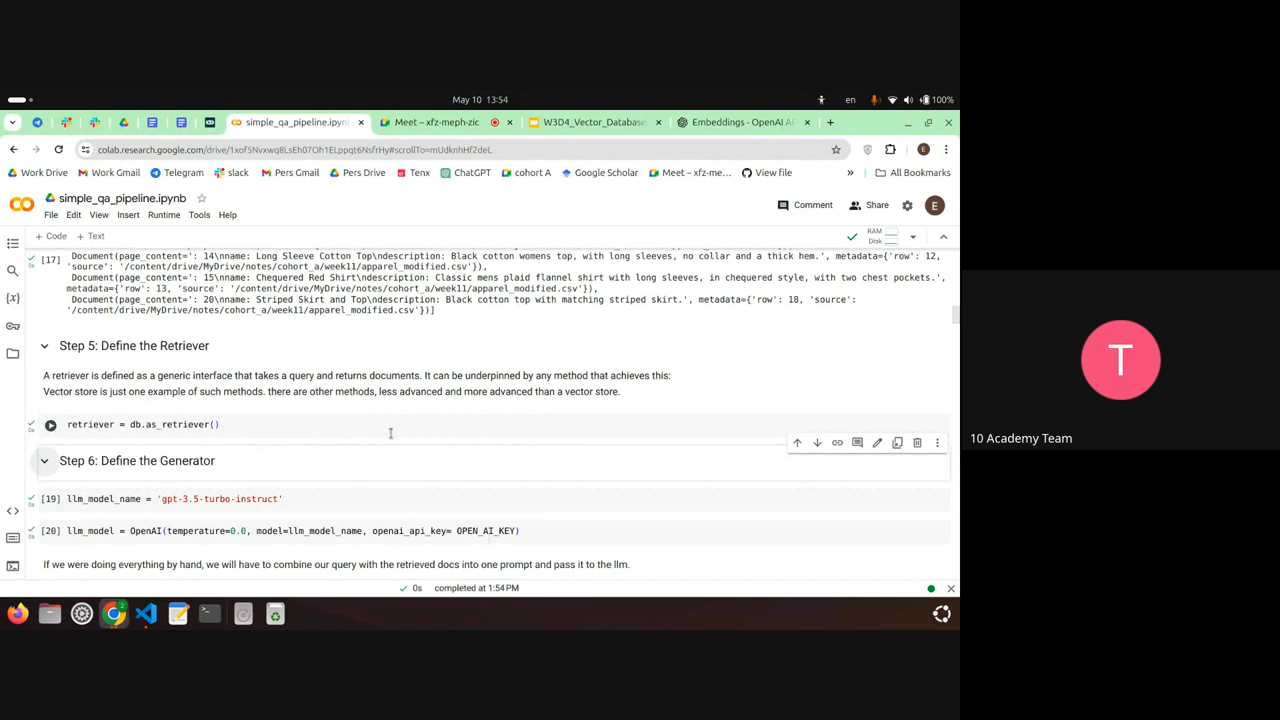 May 10 13:54
en
100%
simple_qa_pipeline.ipynb
Meet – xfz-meph-zic
W3D4_Vector_Database
Embeddings - OpenAI AP
colab.research.google.com/drive/1xof5Nvxwq8LsEh07Oh1ELppqt6NsfrHy#scrollTo=mUdknHf2deL
Work Drive
Work Gmail
Telegram
slack
Pers Gmail
Pers Drive
Tenx
ChatGPT
cohort A
Google Scholar
Meet – xfz-me...
View file
»
All Bookmarks
simple_qa_pipeline.ipynb
Comment
Share
E
File Edit View Insert Runtime Tools Help
+ Code + Text
RAM
Disk
[17]
Document(page_content=': 14\nname: Long Sleeve Cotton Top\ndescription: Black cotton womens top, with long sleeves, no collar and a thick hem.', metadata={'row': 12,
'source': '/content/drive/MyDrive/notes/cohort_a/week11/apparel_modified.csv'}),
Document(page_content=': 15\nname: Chequered Red Shirt\ndescription: Classic mens plaid flannel shirt with long sleeves, in chequered style, with two chest pockets.',
metadata={'row': 13, 'source': '/content/drive/MyDrive/notes/cohort_a/week11/apparel_modified.csv'}),
Document(page_content=': 20\nname: Striped Skirt and Top\ndescription: Black cotton top with matching striped skirt.', metadata={'row': 18, 'source':
'/content/drive/MyDrive/notes/cohort_a/week11/apparel_modified.csv'})]
Step 5: Define the Retriever
A retriever is defined as a generic interface that takes a query and returns documents. It can be underpinned by any method that achieves this:
Vector store is just one example of such methods. there are other methods, less advanced and more advanced than a vector store.
retriever = db.as_retriever()
Step 6: Define the Generator
[19] llm_model_name = 'gpt-3.5-turbo-instruct'
[20] llm_model = OpenAI(temperature=0.0, model=llm_model_name, openai_api_key= OPEN_AI_KEY)
If we were doing everything by hand, we will have to combine our query with the retrieved docs into one prompt and pass it to the llm.
0s completed at 1:54 PM
T
10 Academy Team